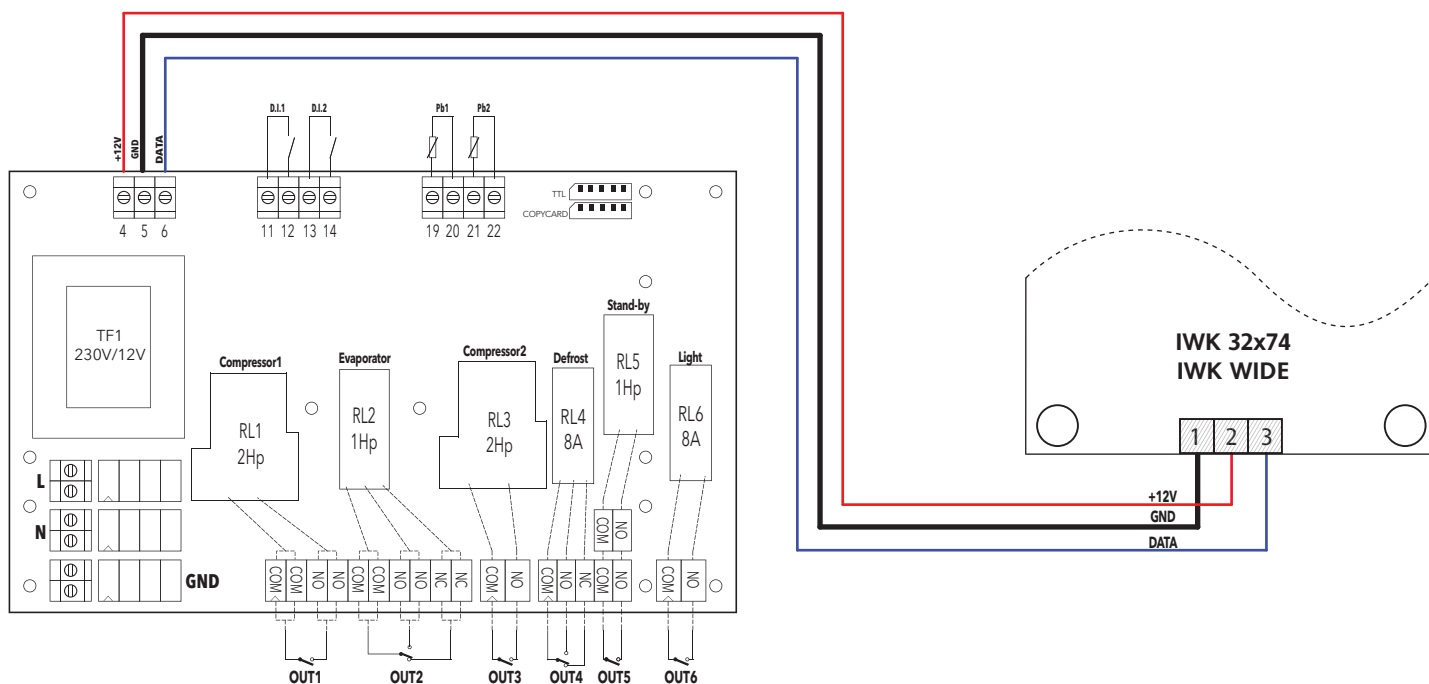 D.I.1 D.I.2 Pb1 Pb2
+12V GND DATA
TTL
COPYCARD
4 5 6 11 12 13 14 19 20 21 22
Stand-by
TF1
230V/12V
Compressor1 Evaporator Compressor2 Defrost Light
RL5
1Hp
RL1
2Hp
RL2
1Hp
RL3
2Hp
RL4
8A
RL6
8A
IWK 32x74
IWK WIDE
1 2 3
L
N
GND
+12V
GND
DATA
COM NO
COM COM NO NO COM COM NO NO NC NC COM NO COM NO NC COM NO COM NO
OUT1 OUT2 OUT3 OUT4 OUT5 OUT6